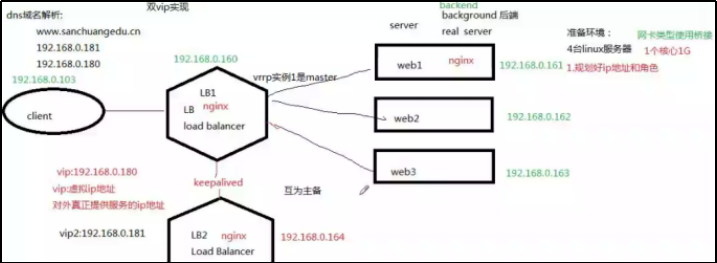 dns域名解析:
双vip实现
www.sanchuangedu.cn
192.168.0.181
192.168.0.180
192.168.0.103
client
192.168.0.160
LB1
LB nginx
load balancer
vrrp实例1是master
keepalived
互为主备
vip:192.168.0.180
vip:虚拟ip地址
对外真正提供服务的ip地址
vip2:192.168.0.181
LB2 nginx
Load Balancer
192.168.0.164
backend
server
background 后端
real server
web1 nginx
192.168.0.161
web2
192.168.0.162
web3
192.168.0.163
准备环境：
网卡类型使用桥接
4台linux服务器
1个核心1G
1.规划好ip地址和角色